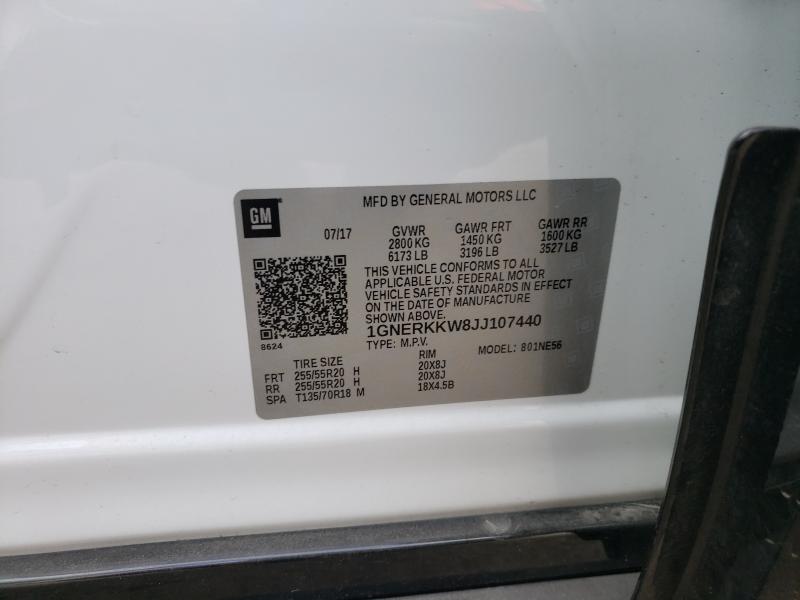 MFD BY GENERAL MOTORS LLC
GM
07/17 GVWR GAWR FRT GAWR RR
2800 KG 1450 KG 1600 KG
6173 LB 3196 LB 3527 LB
THIS VEHICLE CONFORMS TO ALL
APPLICABLE U.S. FEDERAL MOTOR
VEHICLE SAFETY STANDARDS IN EFFECT
ON THE DATE OF MANUFACTURE
SHOWN ABOVE.
1GNERKKW8JJ107440
8624
TYPE: M.P.V. MODEL: 801NE56
TIRE SIZE RIM
FRT 255/55R20 H 20X8J
RR 255/55R20 H 20X8J
SPA T135/70R18 M 18X4.5B